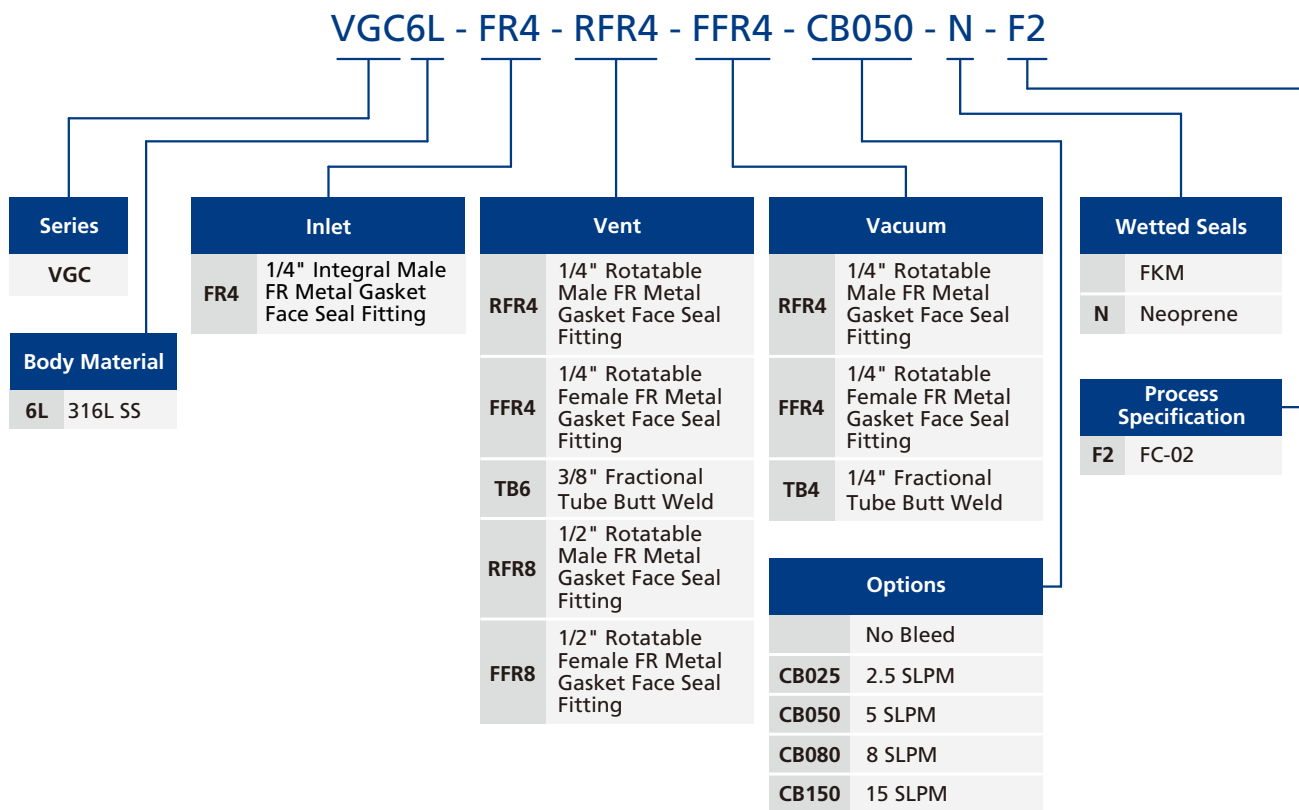 VGC6L - FR4 - RFR4 - FFR4 - CB050 - N - F2
Series
VGC
Body Material
6L 316L SS
Inlet
FR4 1/4" Integral Male
FR Metal Gasket
Face Seal Fitting
Vent
RFR4 1/4" Rotatable
Male FR Metal
Gasket Face Seal
Fitting
FFR4 1/4" Rotatable
Female FR Metal
Gasket Face Seal
Fitting
TB6 3/8" Fractional
Tube Butt Weld
RFR8 1/2" Rotatable
Male FR Metal
Gasket Face Seal
Fitting
FFR8 1/2" Rotatable
Female FR Metal
Gasket Face Seal
Fitting
Vacuum
RFR4 1/4" Rotatable
Male FR Metal
Gasket Face Seal
Fitting
FFR4 1/4" Rotatable
Female FR Metal
Gasket Face Seal
Fitting
TB4 1/4" Fractional
Tube Butt Weld
Options
No Bleed
CB025 2.5 SLPM
CB050 5 SLPM
CB080 8 SLPM
CB150 15 SLPM
Wetted Seals
FKM
N Neoprene
Process
Specification
F2 FC-02